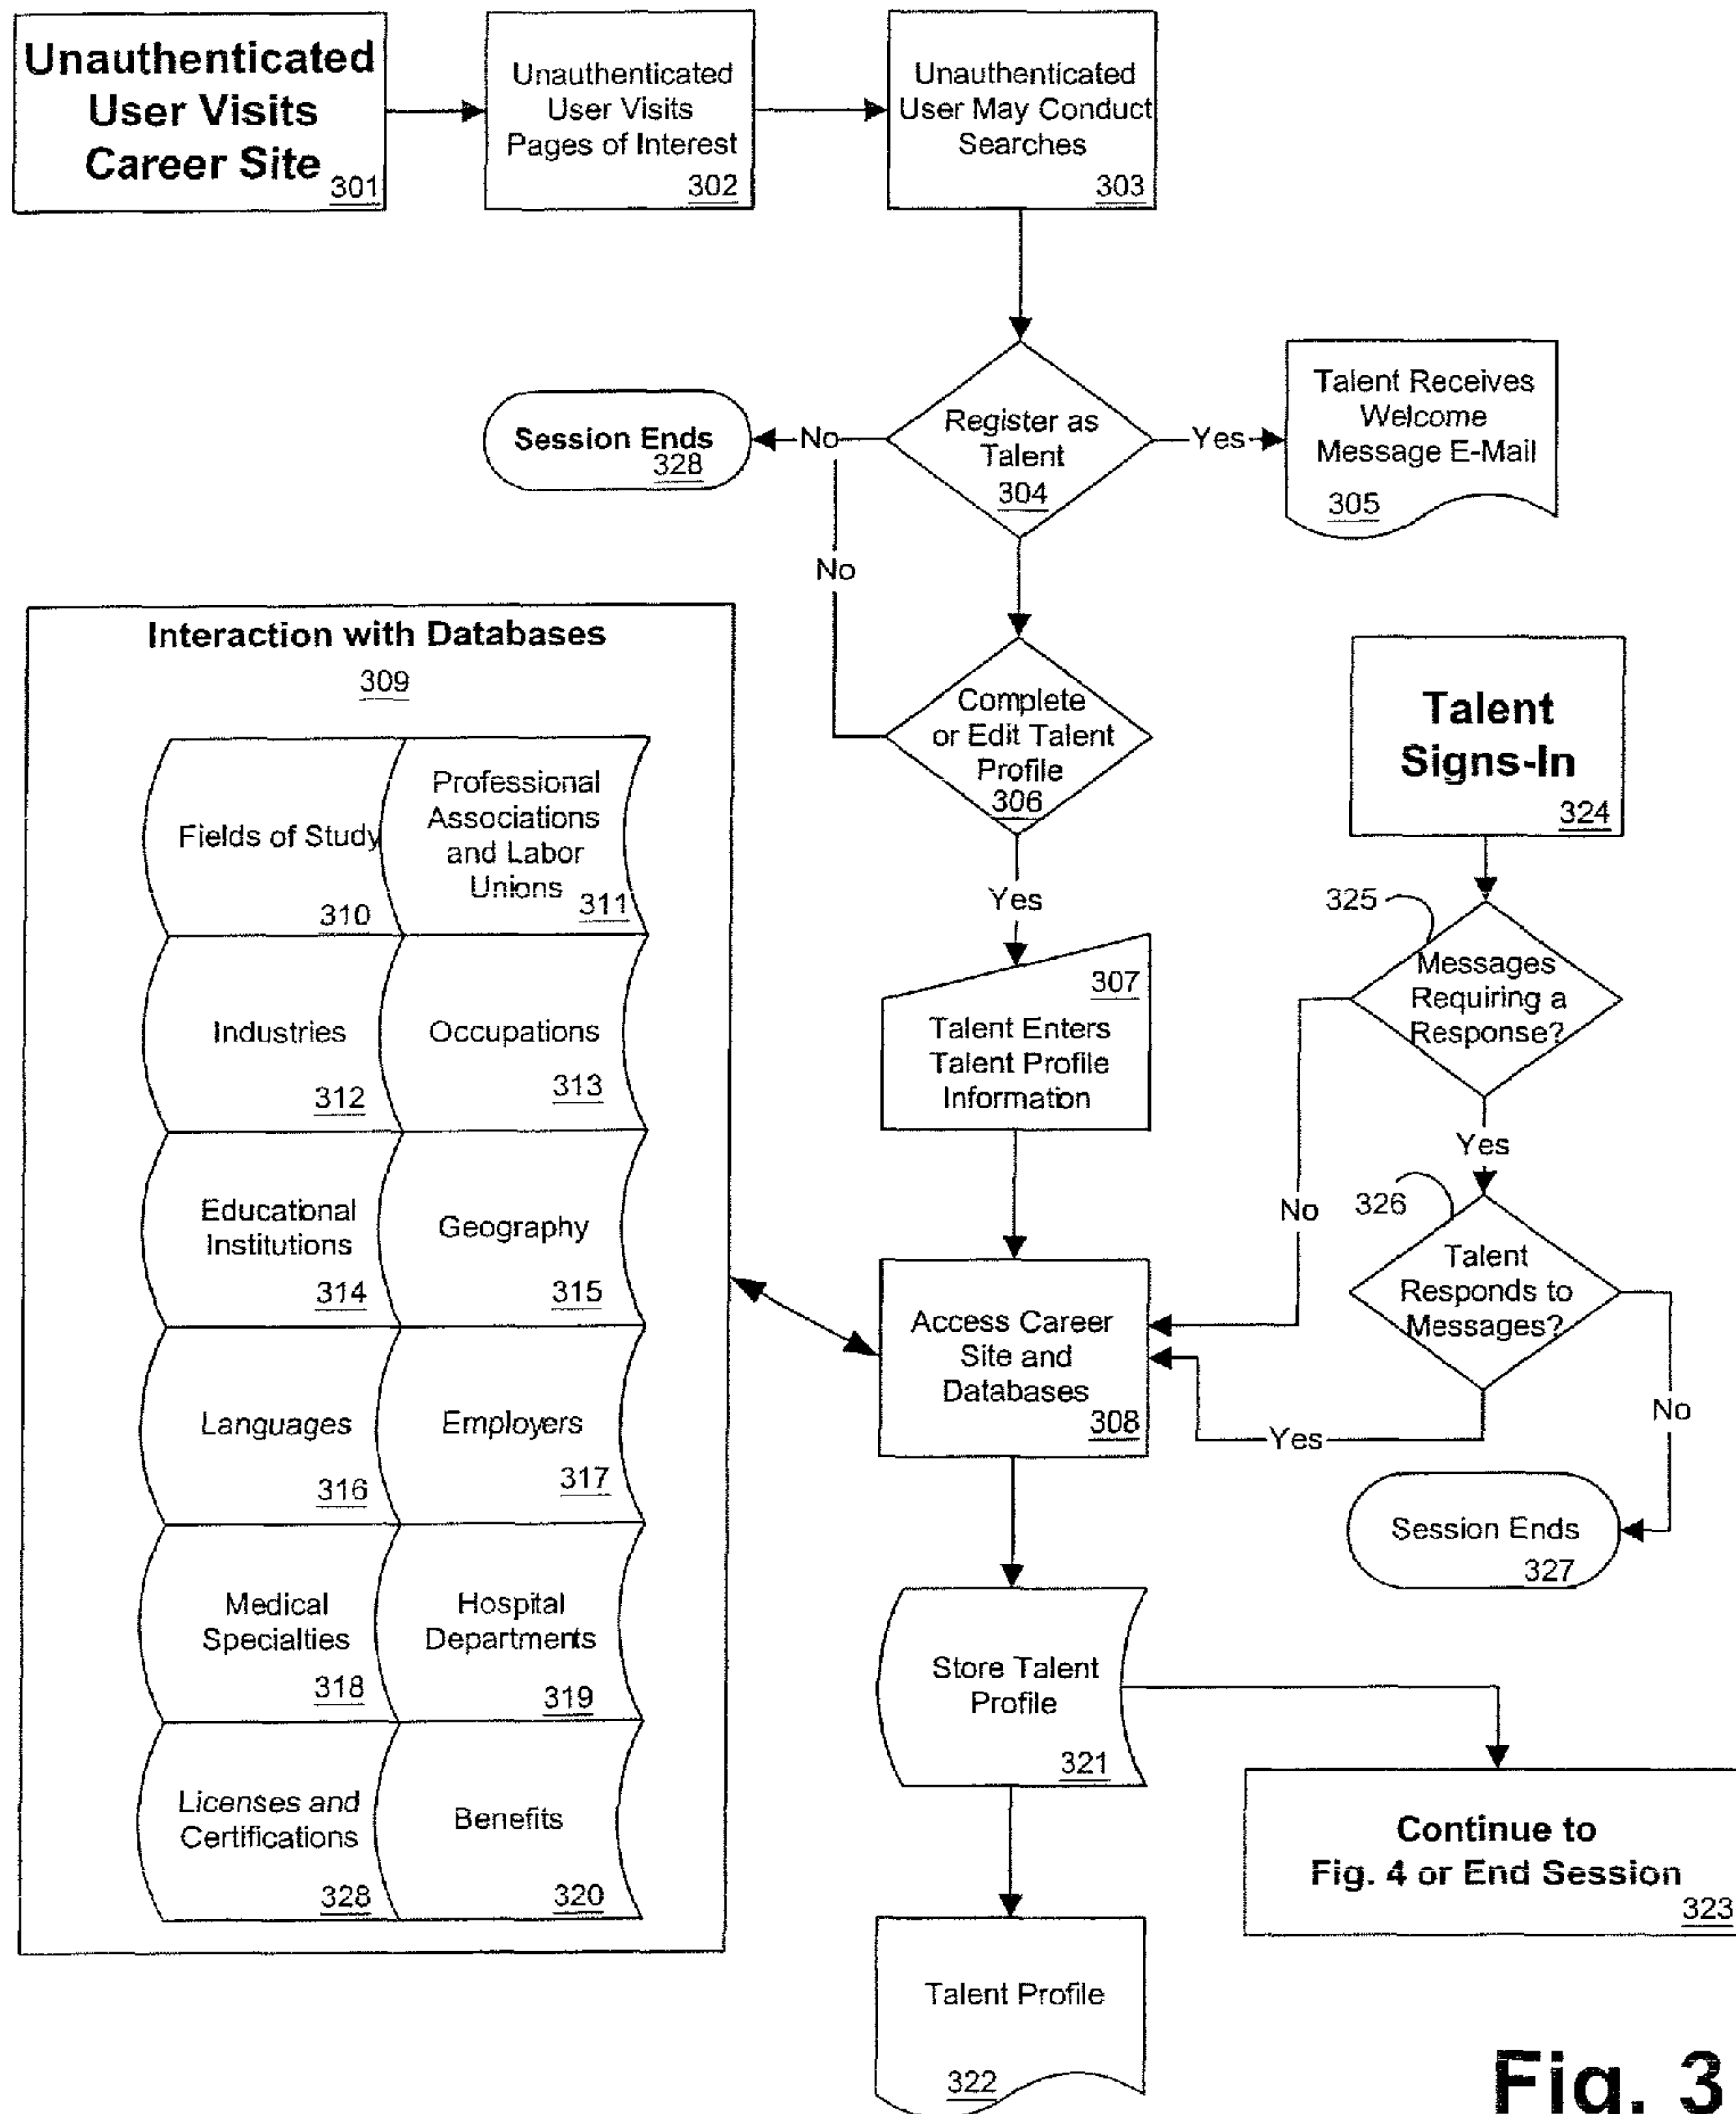 Unauthenticated
User Visits
Career Site
301
Unauthenticated
User Visits
Pages of Interest
302
Unauthenticated
User May Conduct
Searches
303
Register as
Talent
304
No
Session Ends
328
Yes
Talent Receives
Welcome
Message E-Mail
305
No
Complete
or Edit Talent
Profile
306
Yes
307
Talent Enters
Talent Profile
Information
Interaction with Databases
309
Fields of Study
310
Professional
Associations
and Labor
Unions
311
Industries
312
Occupations
313
Educational
Institutions
314
Geography
315
Languages
316
Employers
317
Medical
Specialties
318
Hospital
Departments
319
Licenses and
Certifications
328
Benefits
320
Access Career
Site and
Databases
308
Talent
Signs-In
324
325
Messages
Requiring a
Response?
Yes
No
326
Talent
Responds to
Messages?
Yes
No
Session Ends
327
Store Talent
Profile
321
Talent Profile
322
Continue to
Fig. 4 or End Session
323
Fig. 3